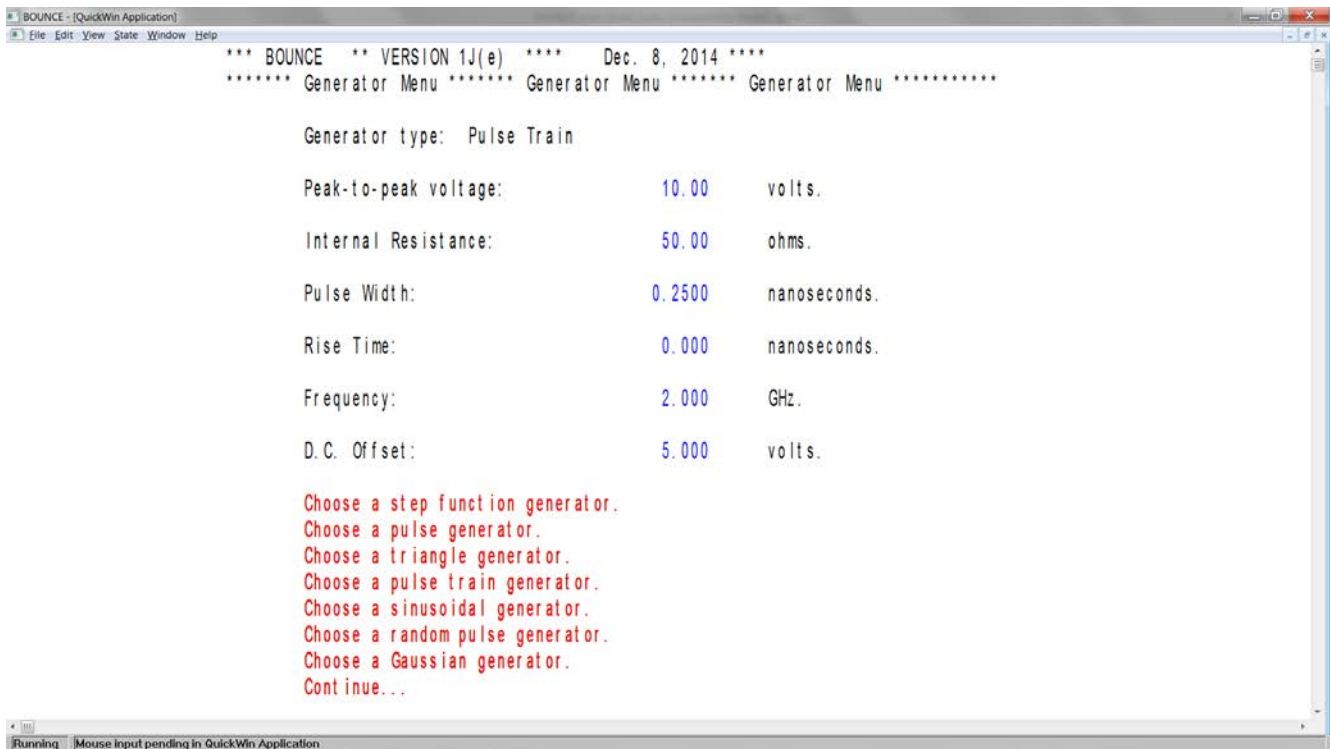 BOUNCE - [QuickWin Application]
File Edit View State Window Help
*** BOUNCE ** VERSION 1J(e) **** Dec. 8, 2014 ****
******* Generator Menu ******* Generator Menu ******* Generator Menu ***********
Generator type: Pulse Train
Peak-to-peak voltage: 10.00 volts.
Internal Resistance: 50.00 ohms.
Pulse Width: 0.2500 nanoseconds.
Rise Time: 0.000 nanoseconds.
Frequency: 2.000 GHz.
D.C. Offset: 5.000 volts.
Choose a step function generator.
Choose a pulse generator.
Choose a triangle generator.
Choose a pulse train generator.
Choose a sinusoidal generator.
Choose a random pulse generator.
Choose a Gaussian generator.
Continue...
Running Mouse input pending in QuickWin Application